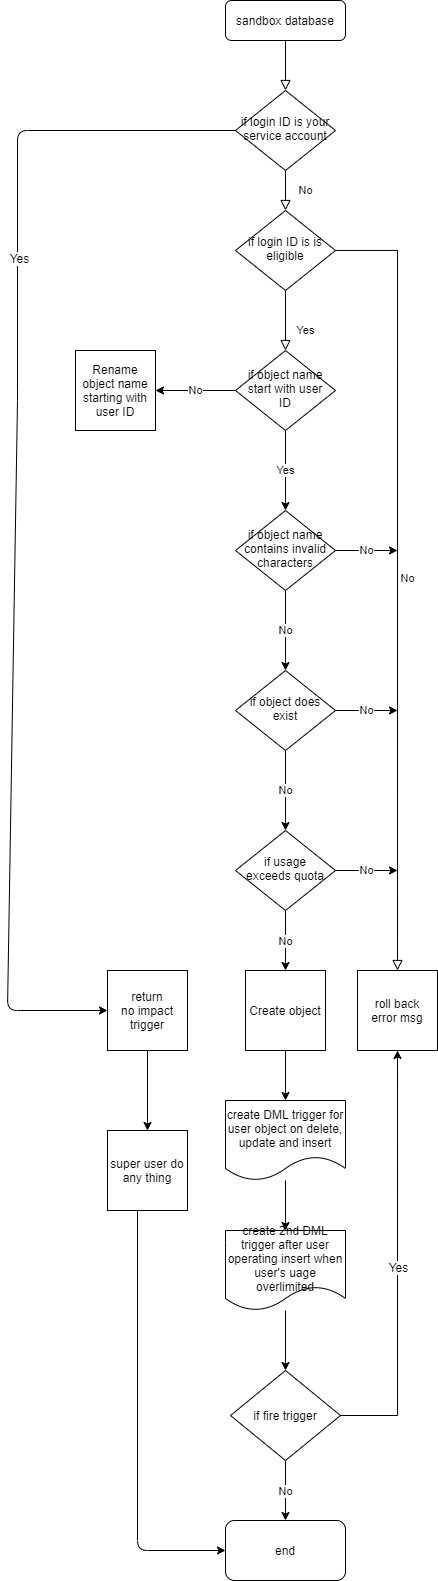 sandbox database
if login ID is your
service account
No
Yes
if login ID is is
eligible
Yes
if object name
start with user
ID
No
Rename
object name
starting with
user ID
Yes
if object name
contains invalid
characters
No
No
No
if object does
exist
No
No
if usage
exceeds quota
No
No
return
no impact
trigger
Create object
roll back
error msg
create DML trigger for
user object on delete,
update and insert
super user do
any thing
create 2nd DML
trigger after user
operating insert when
user's uage
overlimited
Yes
if fire trigger
No
end